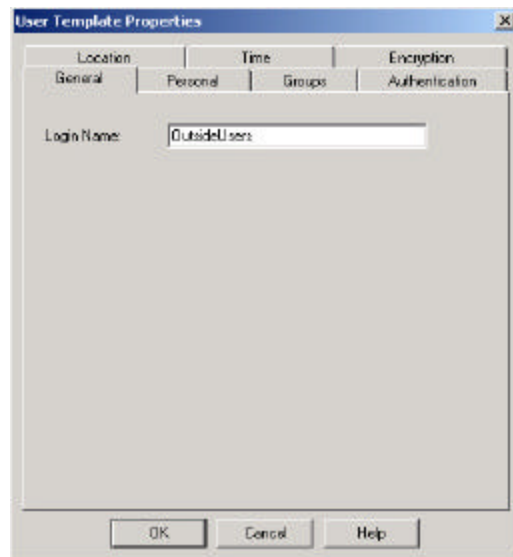 User Template Properties
Location Time Encryption
General Personal Groups Authentication
Login Name: OutsideUsers
OK Cancel Help